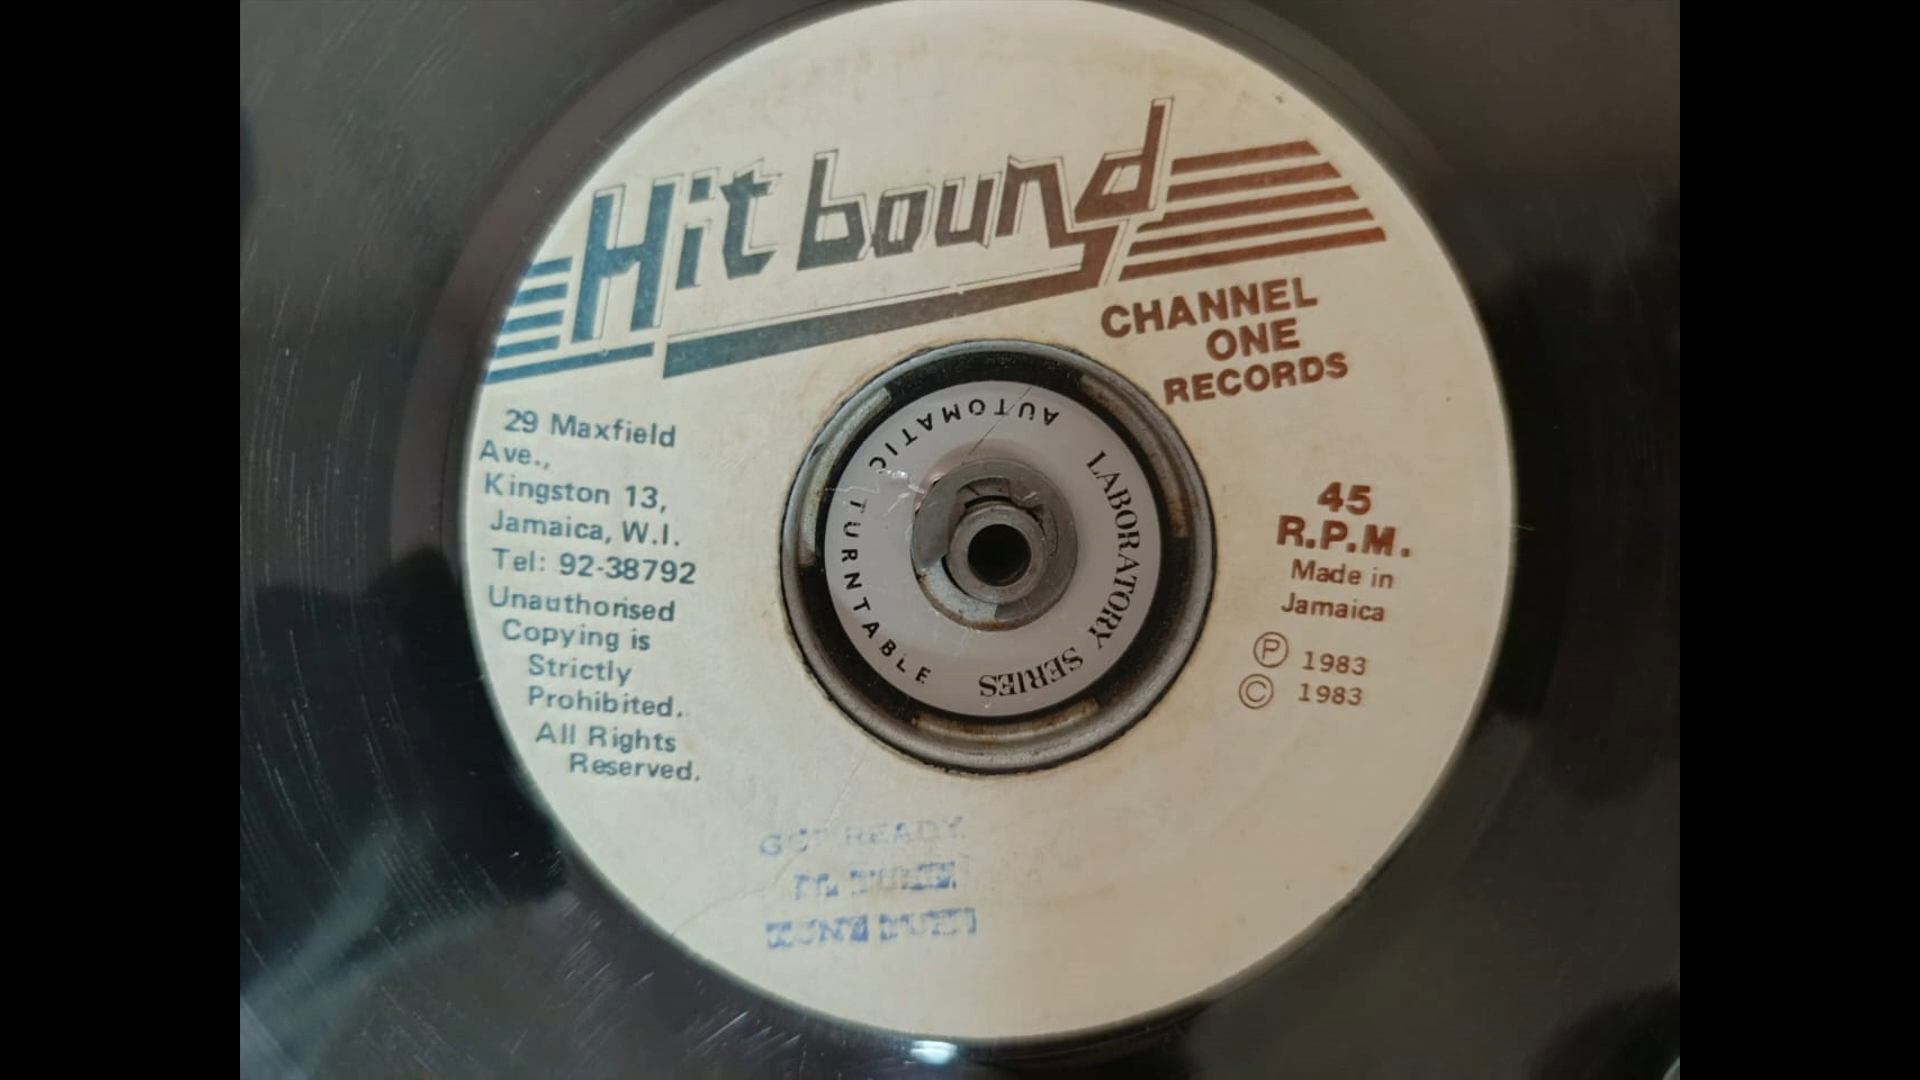 Hit bound
CHANNEL
ONE
RECORDS
29 Maxfield
Ave.,
Kingston 13,
Jamaica, W.I.
Tel: 92-38792
Unauthorised
Copying is
Strictly
Prohibited.
All Rights
Reserved.
AUTOMATIC TURNTABLE
LABORATORY SERIES
45
R.P.M.
Made in
Jamaica
Ⓟ 1983
© 1983
READY